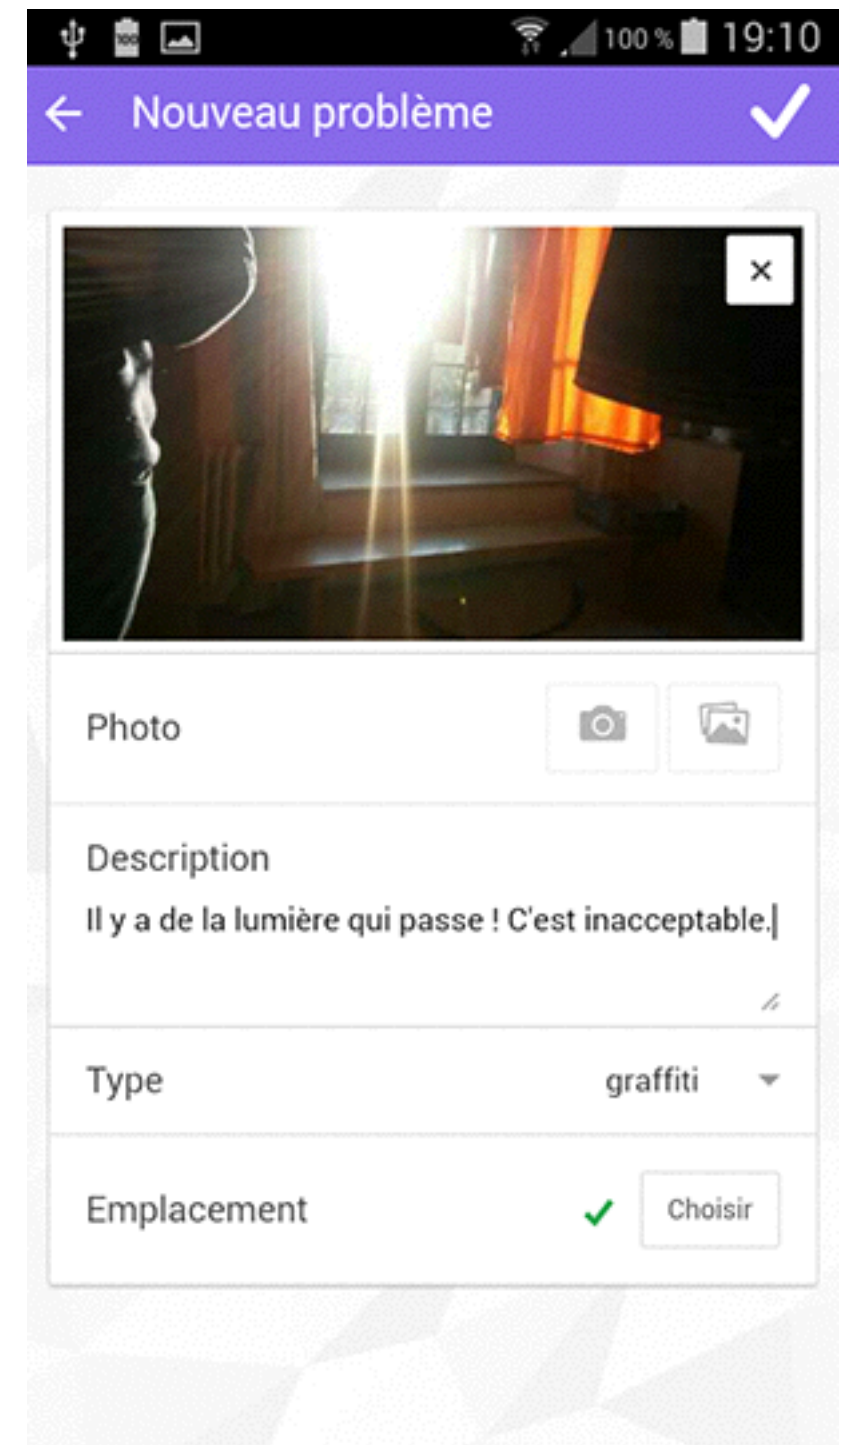 100 100 % 19:10
Nouveau problème
Photo
Description
Il y a de la lumière qui passe ! C'est inacceptable.
Type graffiti
Emplacement Choisir